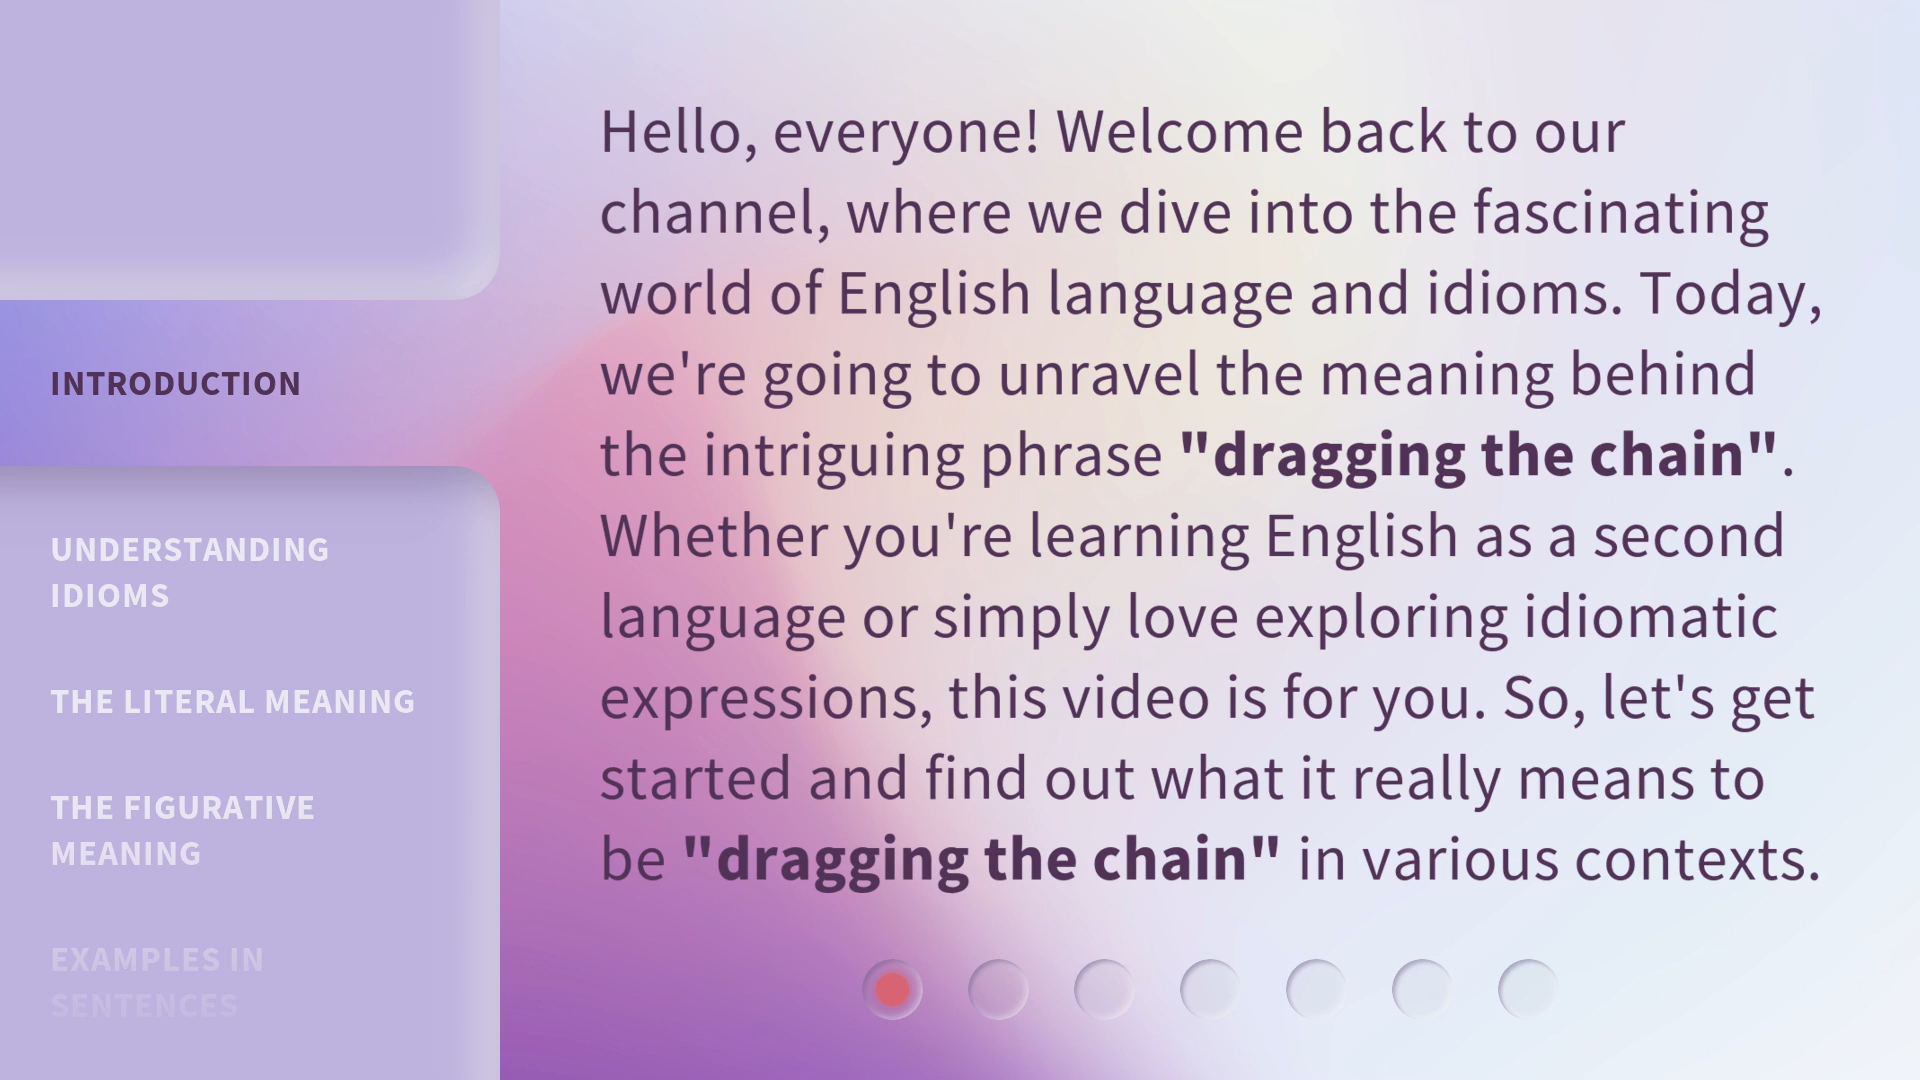 INTRODUCTION
UNDERSTANDING
IDIOMS
THE LITERAL MEANING
THE FIGURATIVE
MEANING
EXAMPLES IN
SENTENCES
Hello, everyone! Welcome back to our
channel, where we dive into the fascinating
world of English language and idioms. Today,
we're going to unravel the meaning behind
the intriguing phrase "dragging the chain".
Whether you're learning English as a second
language or simply love exploring idiomatic
expressions, this video is for you. So, let's get
started and find out what it really means to
be "dragging the chain" in various contexts.